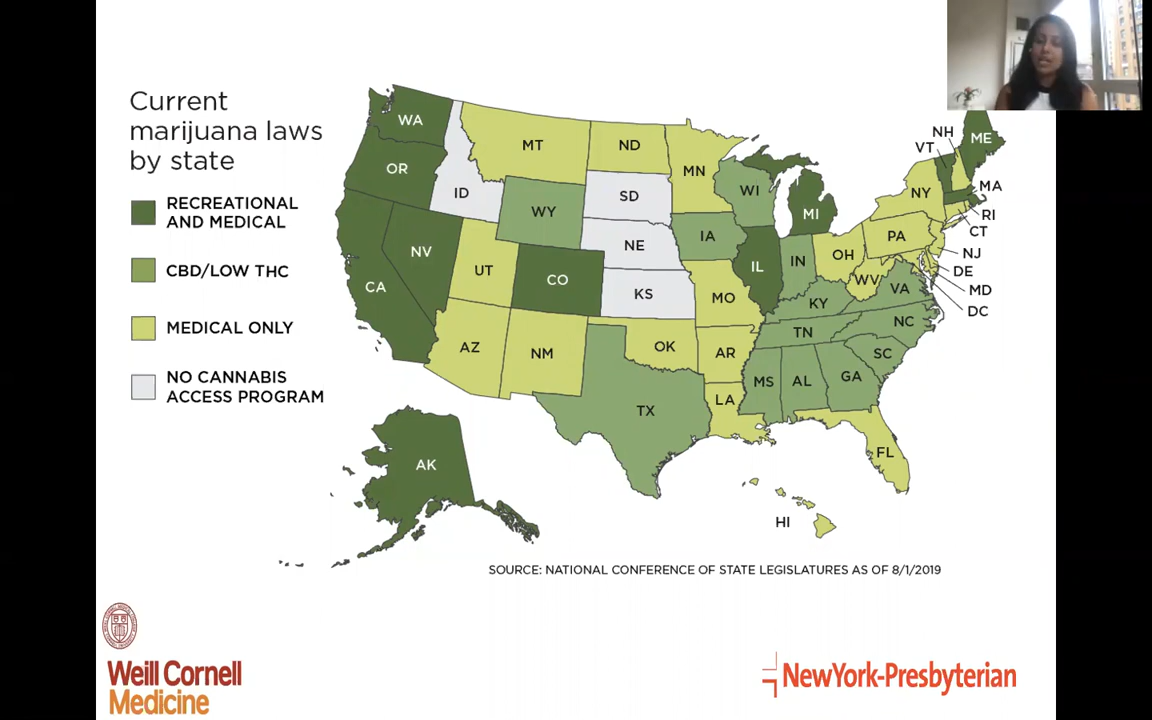 Current
marijuana laws
by state
RECREATIONAL
AND MEDICAL
CBD/LOW THC
MEDICAL ONLY
NO CANNABIS
ACCESS PROGRAM
WA
OR
CA
NV
ID
MT
WY
UT
CO
AZ
NM
ND
SD
NE
KS
OK
TX
MN
IA
MO
AR
LA
WI
IL
MI
IN
OH
KY
TN
MS
AL
GA
FL
SC
NC
VA
WV
PA
NY
VT
NH
ME
MA
RI
CT
NJ
DE
MD
DC
AK
HI
SOURCE: NATIONAL CONFERENCE OF STATE LEGISLATURES AS OF 8/1/2019
Weill Cornell
Medicine
NewYork-Presbyterian